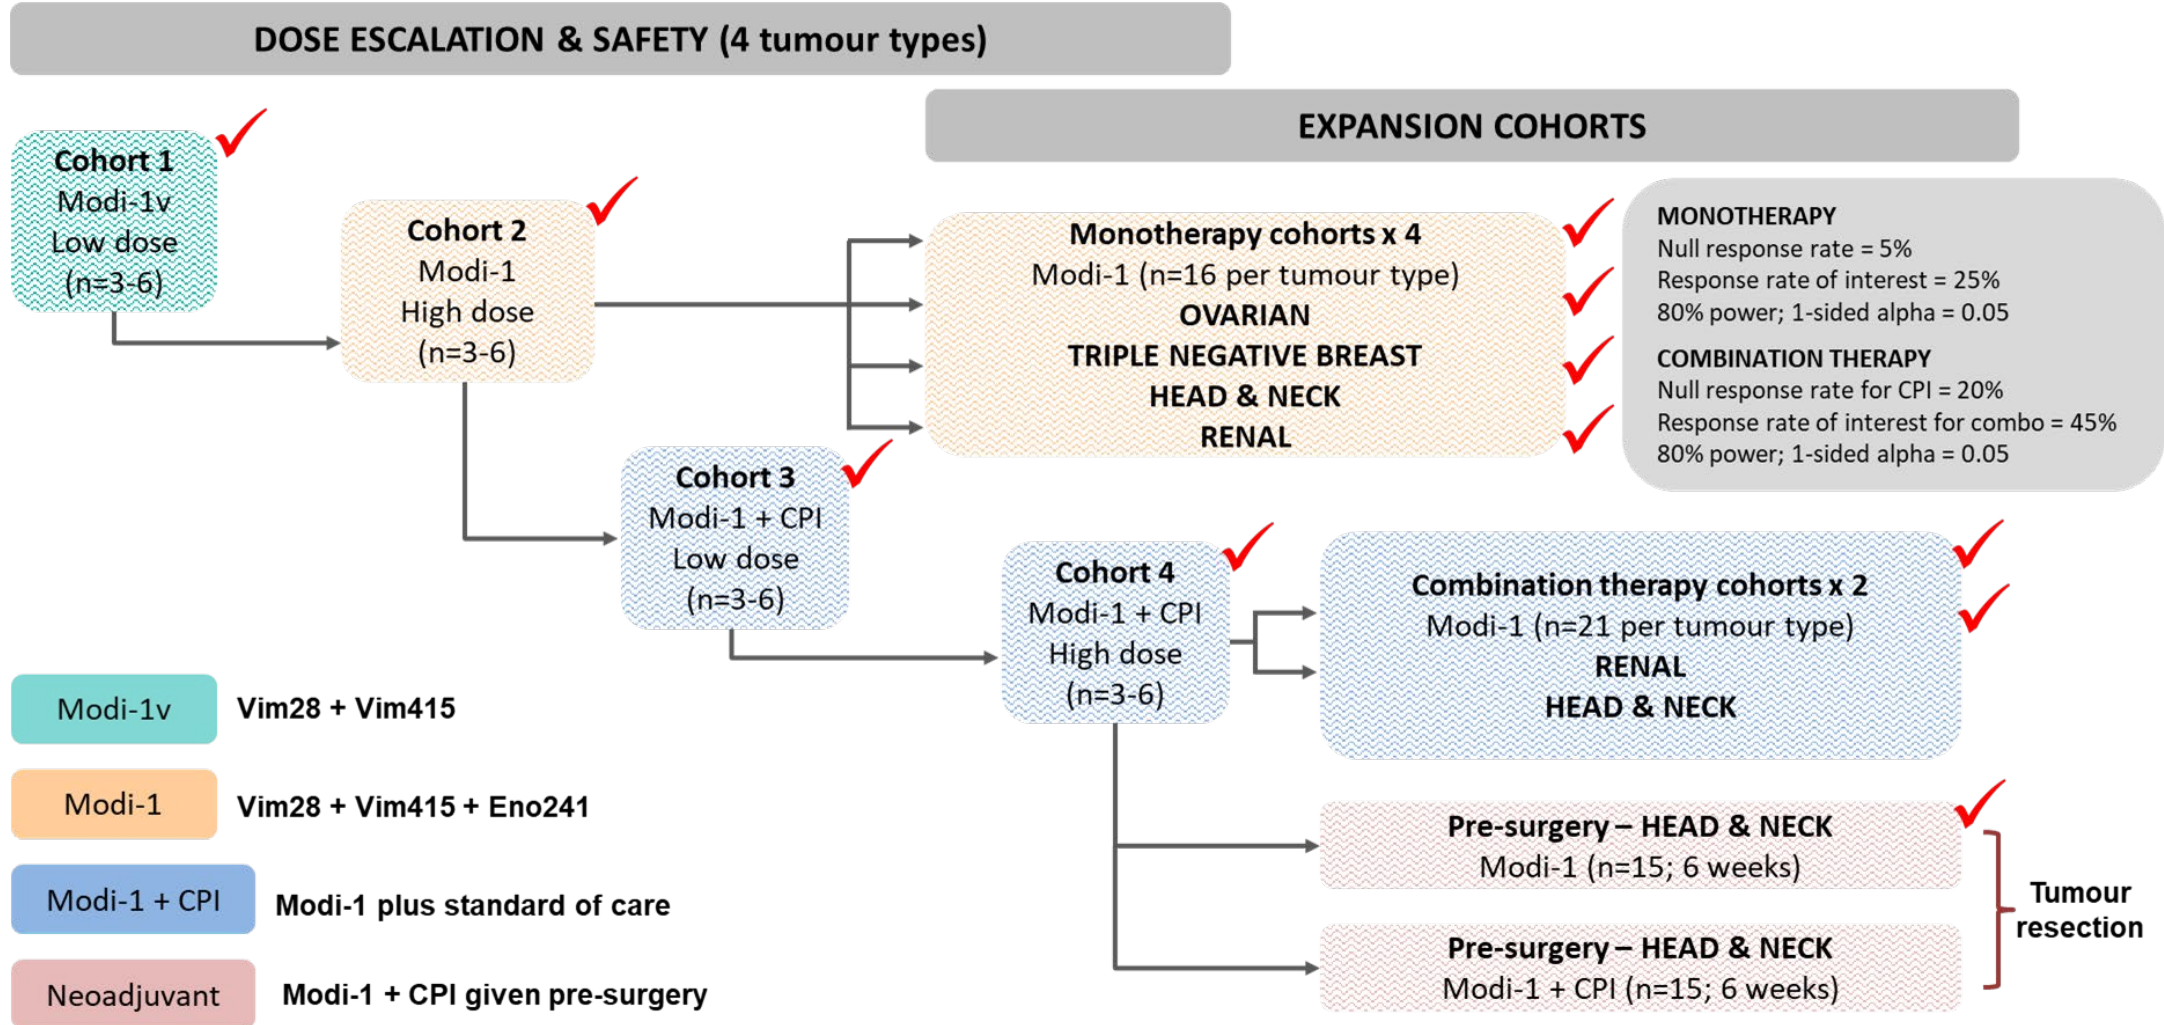 DOSE ESCALATION & SAFETY (4 tumour types)
EXPANSION COHORTS
Cohort 1
Modi-1v
Low dose
(n=3-6)
Cohort 2
Modi-1
High dose
(n=3-6)
Monotherapy cohorts x 4
Modi-1 (n=16 per tumour type)
OVARIAN
TRIPLE NEGATIVE BREAST
HEAD & NECK
RENAL
MONOTHERAPY
Null response rate = 5%
Response rate of interest = 25%
80% power; 1-sided alpha = 0.05
COMBINATION THERAPY
Null response rate for CPI = 20%
Response rate of interest for combo = 45%
80% power; 1-sided alpha = 0.05
Cohort 3
Modi-1 + CPI
Low dose
(n=3-6)
Cohort 4
Modi-1 + CPI
High dose
(n=3-6)
Combination therapy cohorts x 2
Modi-1 (n=21 per tumour type)
RENAL
HEAD & NECK
Modi-1v
Vim28 + Vim415
Modi-1
Vim28 + Vim415 + Eno241
Modi-1 + CPI
Modi-1 plus standard of care
Neoadjuvant
Modi-1 + CPI given pre-surgery
Pre-surgery – HEAD & NECK
Modi-1 (n=15; 6 weeks)
Pre-surgery – HEAD & NECK
Modi-1 + CPI (n=15; 6 weeks)
Tumour
resection